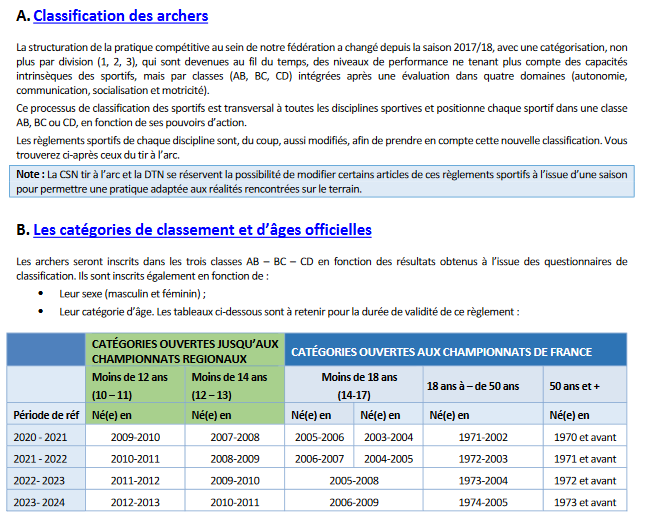 A. Classification des archers
La structuration de la pratique compétitive au sein de notre fédération a changé depuis la saison 2017/18, avec une catégorisation, non
plus par division (1, 2, 3), qui sont devenues au fil du temps, des niveaux de performance ne tenant plus compte des capacités
intrinsèques des sportifs, mais par classes (AB, BC, CD) intégrées après une évaluation dans quatre domaines (autonomie,
communication, socialisation et motricité).
Ce processus de classification des sportifs est transversal à toutes les disciplines sportives et positionne chaque sportif dans une classe
AB, BC ou CD, en fonction de ses pouvoirs d'action.
Les règlements sportifs de chaque discipline sont, du coup, aussi modifiés, afin de prendre en compte cette nouvelle classification. Vous
trouverez ci-après ceux du tir à l'arc.
Note : La CSN tir à l'arc et la DTN se réservent la possibilité de modifier certains articles de ces règlements sportifs à l'issue d'une saison
pour permettre une pratique adaptée aux réalités rencontrées sur le terrain.
B. Les catégories de classement et d'âges officielles
Les archers seront inscrits dans les trois classes AB – BC – CD en fonction des résultats obtenus à l'issue des questionnaires de
classification. Ils sont inscrits également en fonction de :
• Leur sexe (masculin et féminin) ;
• Leur catégorie d'âge. Les tableaux ci-dessous sont à retenir pour la durée de validité de ce règlement :
CATÉGORIES OUVERTES JUSQU'AUX
CHAMPIONNATS REGIONAUX
CATÉGORIES OUVERTES AUX CHAMPIONNATS DE FRANCE
Moins de 12 ans
(10 – 11)
Moins de 14 ans
(12 – 13)
Moins de 18 ans
(14-17)
18 ans à – de 50 ans
50 ans et +
Période de réf Né(e) en Né(e) en Né(e) en Né(e) en Né(e) en Né(e) en
2020 - 2021 2009-2010 2007-2008 2005-2006 2003-2004 1971-2002 1970 et avant
2021 - 2022 2010-2011 2008-2009 2006-2007 2004-2005 1972-2003 1971 et avant
2022- 2023 2011-2012 2009-2010 2005-2008 1973-2004 1972 et avant
2023- 2024 2012-2013 2010-2011 2006-2009 1974-2005 1973 et avant